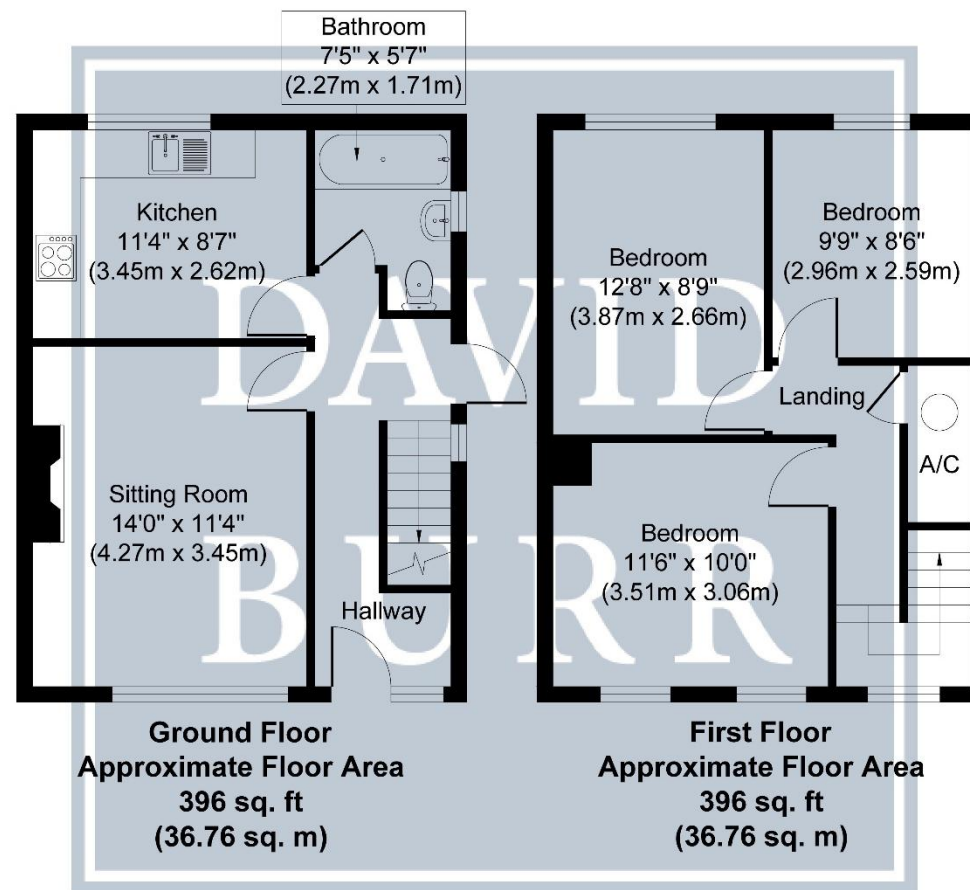 Bathroom
7'5" x 5'7"
(2.27m x 1.71m)
Kitchen
11'4" x 8'7"
(3.45m x 2.62m)
Sitting Room
14'0" x 11'4"
(4.27m x 3.45m)
Hallway
Ground Floor
Approximate Floor Area
396 sq. ft
(36.76 sq. m)
Bedroom
12'8" x 8'9"
(3.87m x 2.66m)
Bedroom
9'9" x 8'6"
(2.96m x 2.59m)
Landing
A/C
Bedroom
11'6" x 10'0"
(3.51m x 3.06m)
First Floor
Approximate Floor Area
396 sq. ft
(36.76 sq. m)
DAVID
BURR